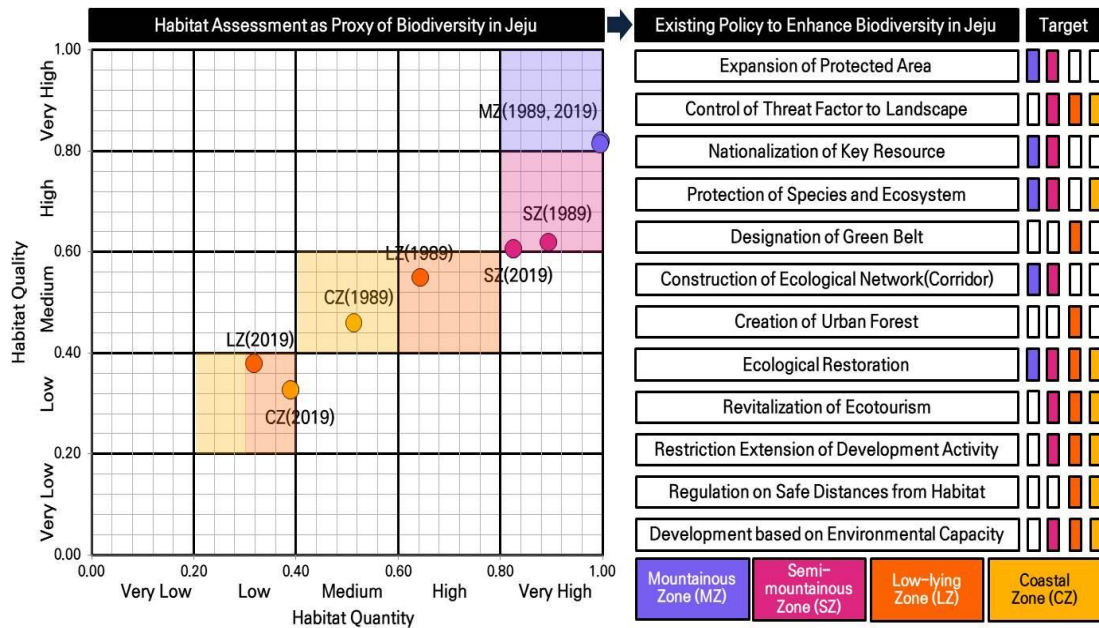 Habitat Assessment as Proxy of Biodiversity in Jeju
Existing Policy to Enhance Biodiversity in Jeju
Target
Habitat Quality
Very High
High
Medium
Low
Very Low
1.00
0.80
0.60
0.40
0.20
0.00
MZ(1989, 2019)
SZ(1989)
SZ(2019)
LZ(1989)
CZ(1989)
LZ(2019)
CZ(2019)
0.00
0.20
0.40
0.60
0.80
1.00
Very Low
Low
Medium
High
Very High
Habitat Quantity
Expansion of Protected Area
Control of Threat Factor to Landscape
Nationalization of Key Resource
Protection of Species and Ecosystem
Designation of Green Belt
Construction of Ecological Network(Corridor)
Creation of Urban Forest
Ecological Restoration
Revitalization of Ecotourism
Restriction Extension of Development Activity
Regulation on Safe Distances from Habitat
Development based on Environmental Capacity
Mountainous
Zone (MZ)
Semi-
mountainous
Zone (SZ)
Low-lying
Zone (LZ)
Coastal
Zone (CZ)